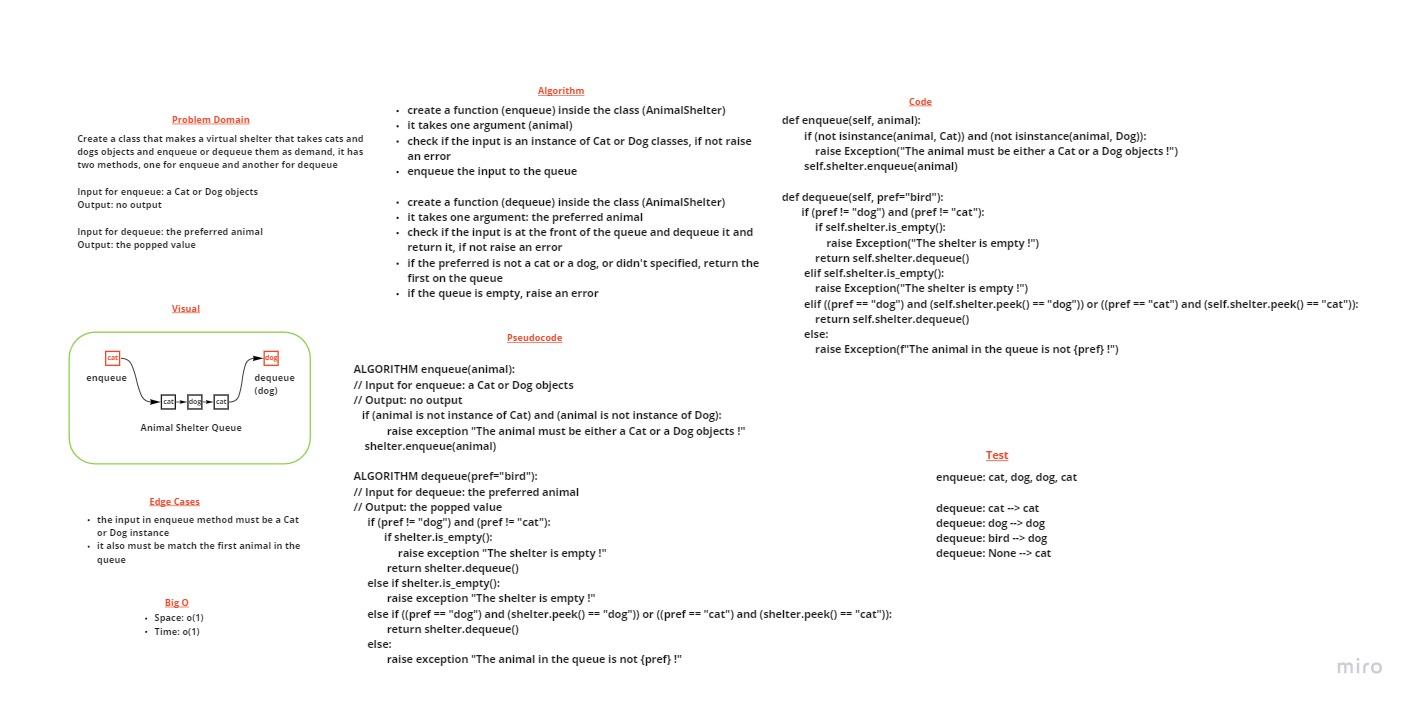 Problem Domain
Create a class that makes a virtual shelter that takes cats and
dogs objects and enqueue or dequeue them as demand, it has
two methods, one for enqueue and another for dequeue
Input for enqueue: a Cat or Dog objects
Output: no output
Input for dequeue: the preferred animal
Output: the popped value
Visual
cat
enqueue
dog
dequeue
(dog)
cat
dog
cat
Animal Shelter Queue
Edge Cases
• the input in enqueue method must be a Cat
or Dog instance
• it also must be match the first animal in the
queue
Big O
• Space: o(1)
• Time: o(1)
Algorithm
• create a function (enqueue) inside the class (AnimalShelter)
• it takes one argument (animal)
• check if the input is an instance of Cat or Dog classes, if not raise
an error
• enqueue the input to the queue
• create a function (dequeue) inside the class (AnimalShelter)
• it takes one argument: the preferred animal
• check if the input is at the front of the queue and dequeue it and
return it, if not raise an error
• if the preferred is not a cat or a dog, or didn't specified, return the
first on the queue
• if the queue is empty, raise an error
Pseudocode
ALGORITHM enqueue(animal):
// Input for enqueue: a Cat or Dog objects
// Output: no output
if (animal is not instance of Cat) and (animal is not instance of Dog):
raise exception "The animal must be either a Cat or a Dog objects !"
shelter.enqueue(animal)
ALGORITHM dequeue(pref="bird"):
// Input for dequeue: the preferred animal
// Output: the popped value
if (pref != "dog") and (pref != "cat"):
if shelter.is_empty():
raise exception "The shelter is empty !"
return shelter.dequeue()
else if shelter.is_empty():
raise exception "The shelter is empty !"
else if ((pref == "dog") and (shelter.peek() == "dog")) or ((pref == "cat") and (shelter.peek() == "cat")):
return shelter.dequeue()
else:
raise exception "The animal in the queue is not {pref} !"
Code
def enqueue(self, animal):
if (not isinstance(animal, Cat)) and (not isinstance(animal, Dog)):
raise Exception("The animal must be either a Cat or a Dog objects !")
self.shelter.enqueue(animal)
def dequeue(self, pref="bird"):
if (pref != "dog") and (pref != "cat"):
if self.shelter.is_empty():
raise Exception("The shelter is empty !")
return self.shelter.dequeue()
elif self.shelter.is_empty():
raise Exception("The shelter is empty !")
elif ((pref == "dog") and (self.shelter.peek() == "dog")) or ((pref == "cat") and (self.shelter.peek() == "cat")):
return self.shelter.dequeue()
else:
raise Exception(f"The animal in the queue is not {pref} !")
Test
enqueue: cat, dog, dog, cat
dequeue: cat --> cat
dequeue: dog --> dog
dequeue: bird --> dog
dequeue: None --> cat
miro